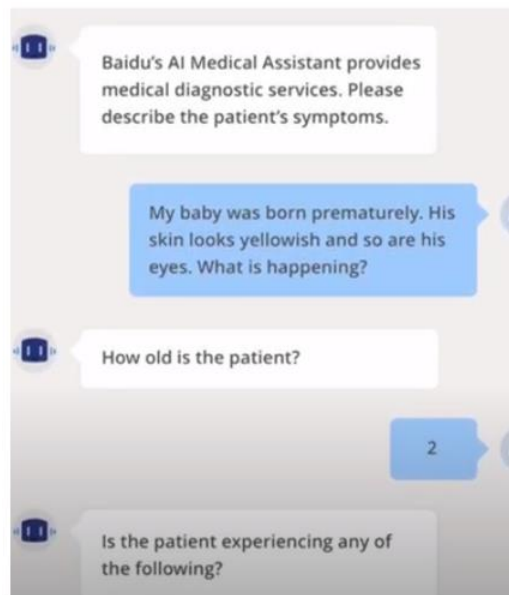 Baidu's AI Medical Assistant provides
medical diagnostic services. Please
describe the patient's symptoms.
My baby was born prematurely. His
skin looks yellowish and so are his
eyes. What is happening?
How old is the patient?
2
Is the patient experiencing any of
the following?